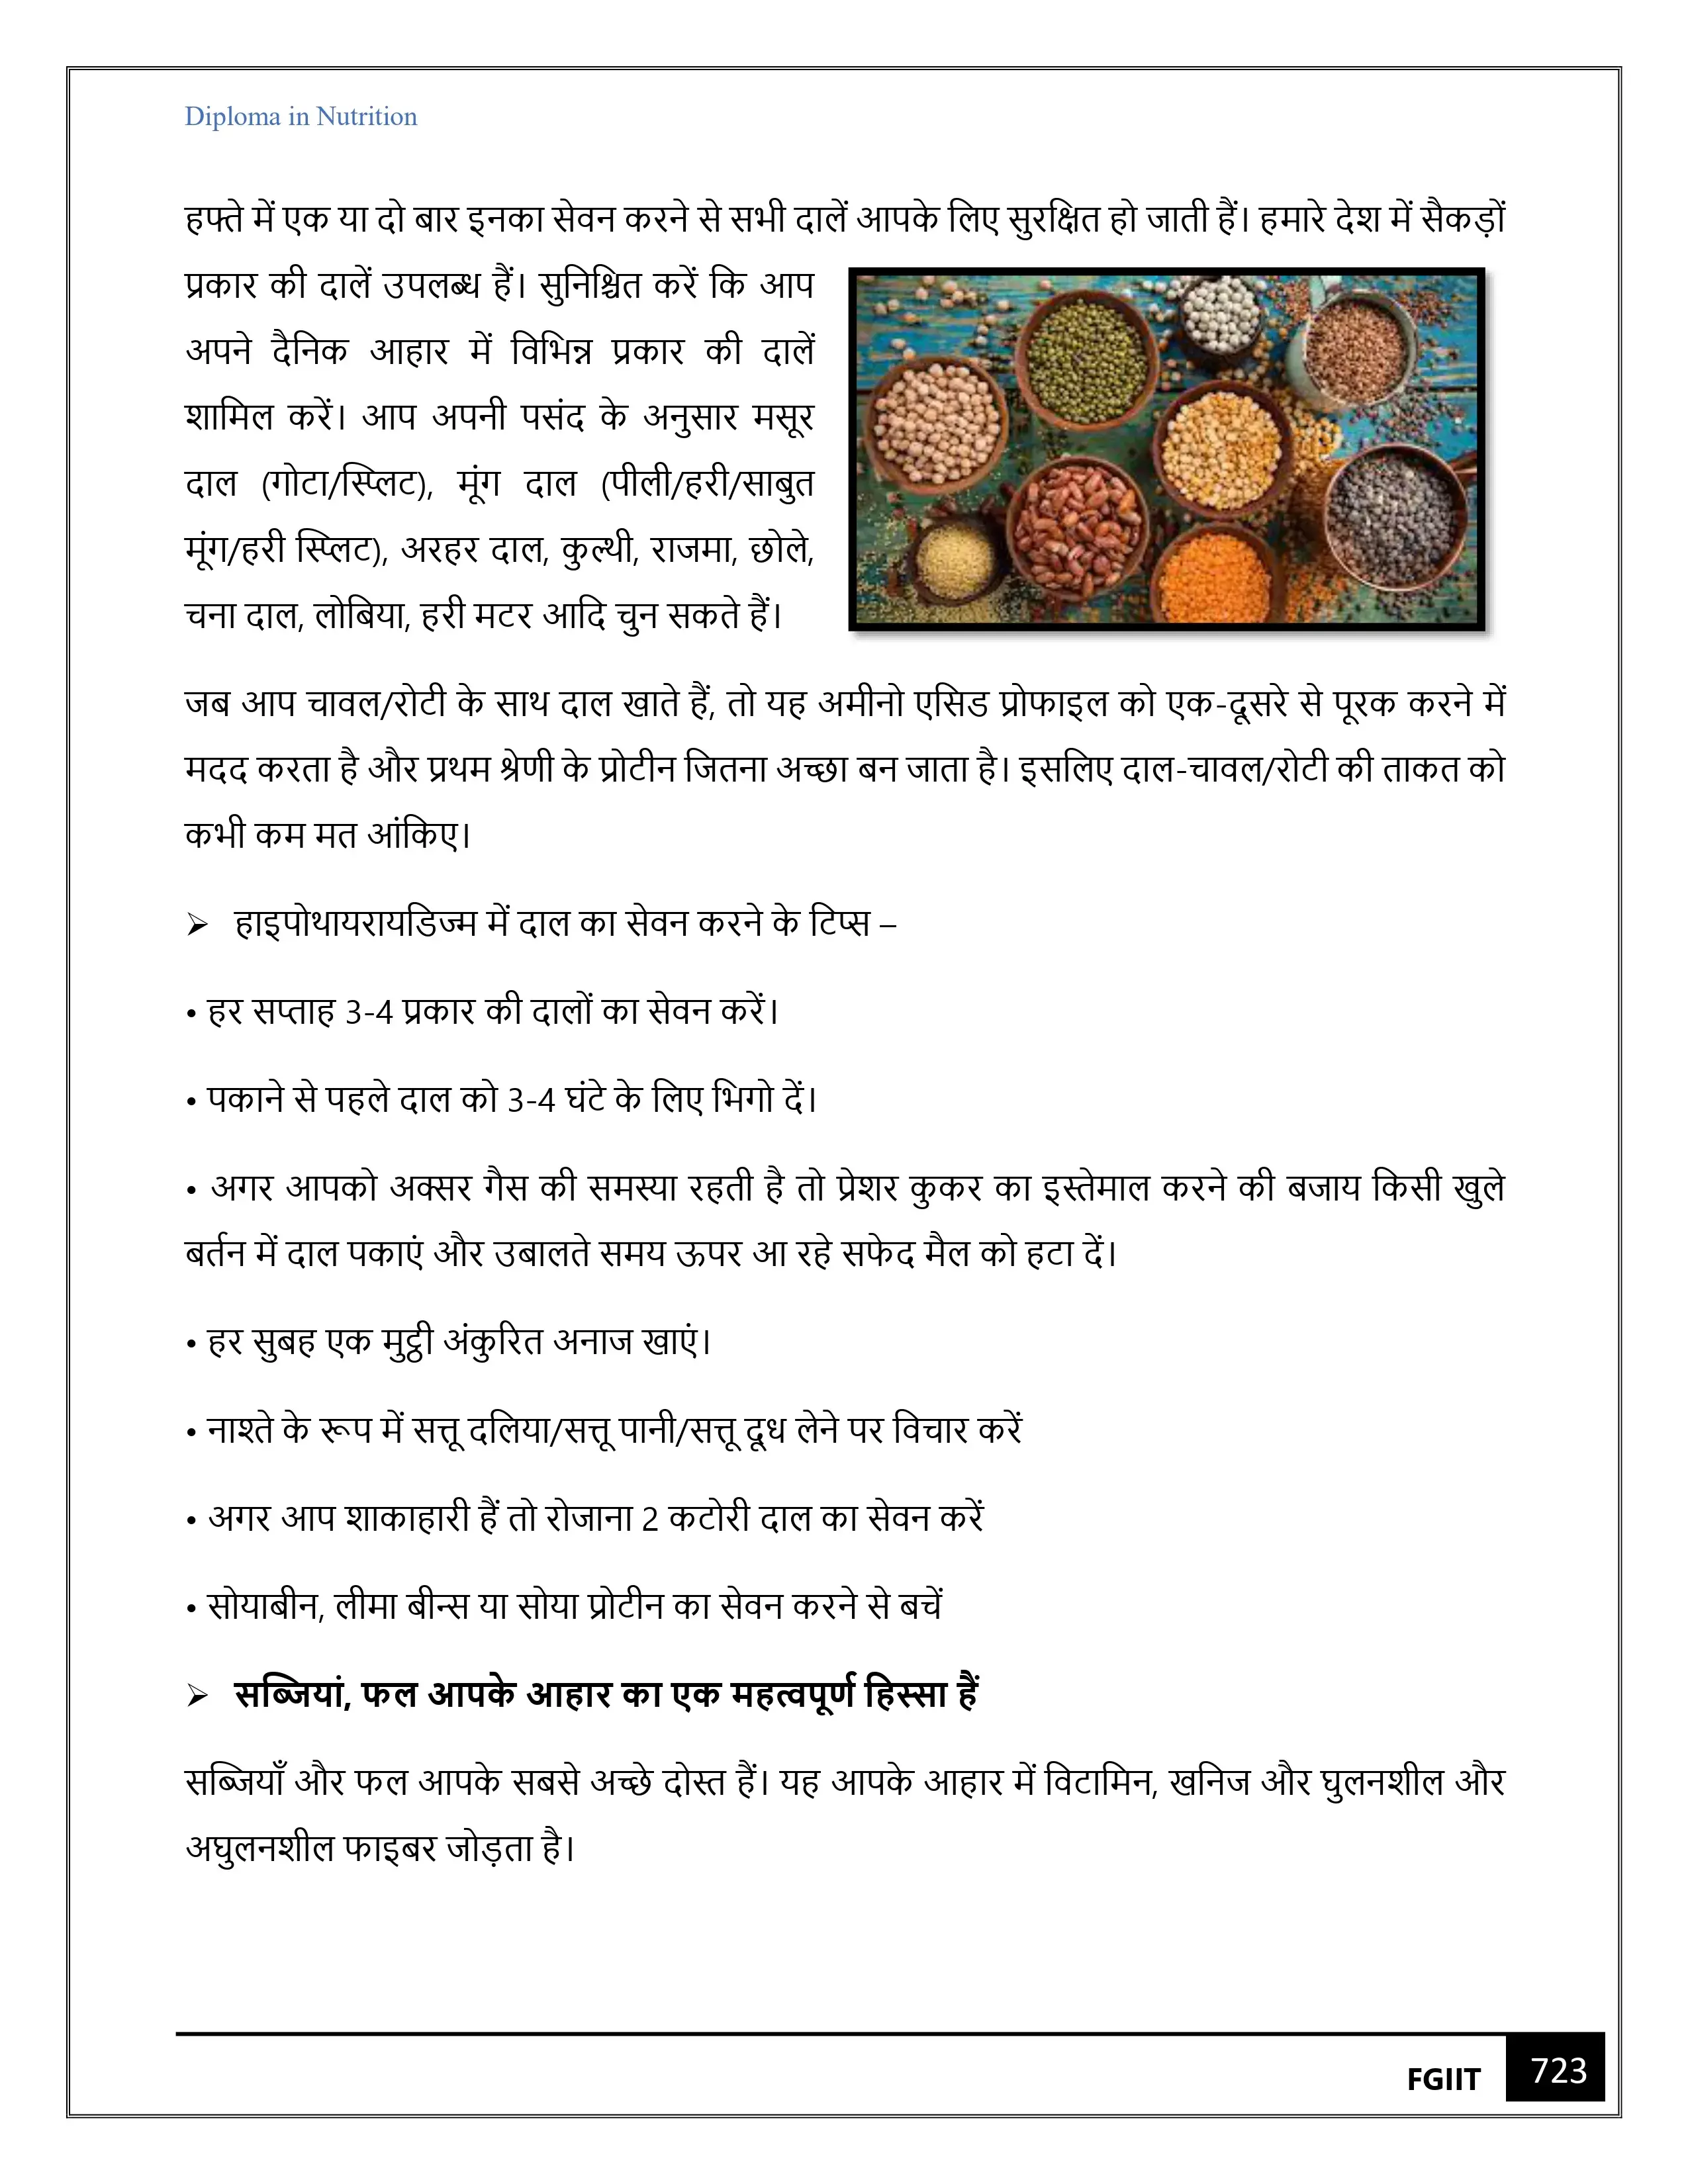 Diploma in Nutrition
हफ्ते में एक या दो बार इनका सेवन करने से सभी दालें आपके लिए सुरक्षित हो जाती हैं। हमारे देश में सैकड़ों
प्रकार की दालें उपलब्ध हैं। सुनिश्चित करें कि आप
अपने दैनिक आहार में विभिन्न प्रकार की दालें
शामिल करें। आप अपनी पसंद के अनुसार मसूर
दाल (गोटा/स्प्लिट), मूंग दाल (पीली/हरी/साबुत
मूंग/हरी स्प्लिट), अरहर दाल, कुल्थी, राजमा, छोले,
चना दाल, लोबिया, हरी मटर आदि चुन सकते हैं।
जब आप चावल/रोटी के साथ दाल खाते हैं, तो यह अमीनो एसिड प्रोफाइल को एक-दूसरे से पूरक करने में
मदद करता है और प्रथम श्रेणी के प्रोटीन जितना अच्छा बन जाता है। इसलिए दाल-चावल/रोटी की ताकत को
कभी कम मत आंकिए।
➢ हाइपोथायरायडिज्म में दाल का सेवन करने के टिप्स –
• हर सप्ताह 3-4 प्रकार की दालों का सेवन करें।
• पकाने से पहले दाल को 3-4 घंटे के लिए भिगो दें।
• अगर आपको अक्सर गैस की समस्या रहती है तो प्रेशर कुकर का इस्तेमाल करने की बजाय किसी खुले
बर्तन में दाल पकाएं और उबालते समय ऊपर आ रहे सफेद मैल को हटा दें।
• हर सुबह एक मुट्ठी अंकुरित अनाज खाएं।
• नाश्ते के रूप में सत्तू दलिया/सत्तू पानी/सत्तू दूध लेने पर विचार करें
• अगर आप शाकाहारी हैं तो रोजाना 2 कटोरी दाल का सेवन करें
• सोयाबीन, लीमा बीन्स या सोया प्रोटीन का सेवन करने से बचें
➢ सब्जियां, फल आपके आहार का एक महत्वपूर्ण हिस्सा हैं
सब्जियाँ और फल आपके सबसे अच्छे दोस्त हैं। यह आपके आहार में विटामिन, खनिज और घुलनशील और
अघुलनशील फाइबर जोड़ता है।
FGIIT 723